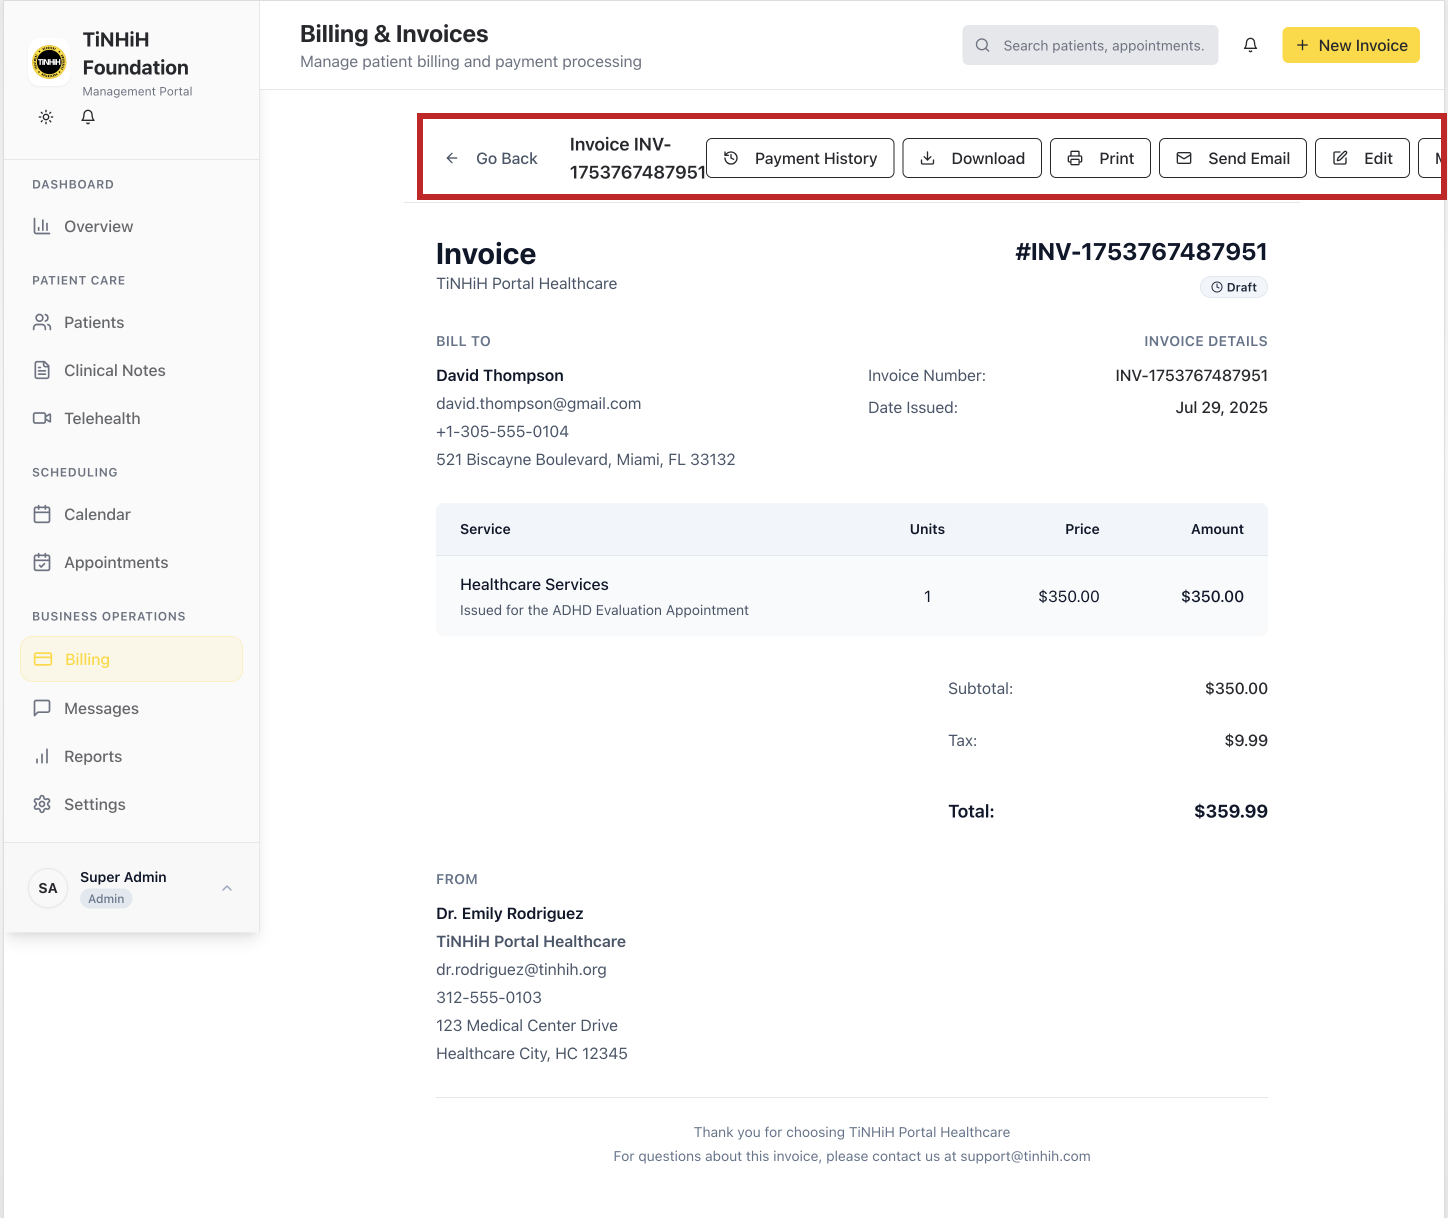 TiNHiH
Foundation
Management Portal
DASHBOARD
Overview
PATIENT CARE
Patients
Clinical Notes
Telehealth
SCHEDULING
Calendar
Appointments
BUSINESS OPERATIONS
Billing
Messages
Reports
Settings
SA
Super Admin
Admin
Billing & Invoices
Manage patient billing and payment processing
Search patients, appointments.
New Invoice
Go Back
Invoice INV-
1753767487951
Payment History
Download
Print
Send Email
Edit
Invoice
TiNHiH Portal Healthcare
#INV-1753767487951
Draft
BILL TO
David Thompson
david.thompson@gmail.com
+1-305-555-0104
521 Biscayne Boulevard, Miami, FL 33132
INVOICE DETAILS
Invoice Number: INV-1753767487951
Date Issued: Jul 29, 2025
Service Units Price Amount
Healthcare Services
Issued for the ADHD Evaluation Appointment
1 $350.00 $350.00
Subtotal: $350.00
Tax: $9.99
Total: $359.99
FROM
Dr. Emily Rodriguez
TiNHiH Portal Healthcare
dr.rodriguez@tinhih.org
312-555-0103
123 Medical Center Drive
Healthcare City, HC 12345
Thank you for choosing TiNHiH Portal Healthcare
For questions about this invoice, please contact us at support@tinhih.com